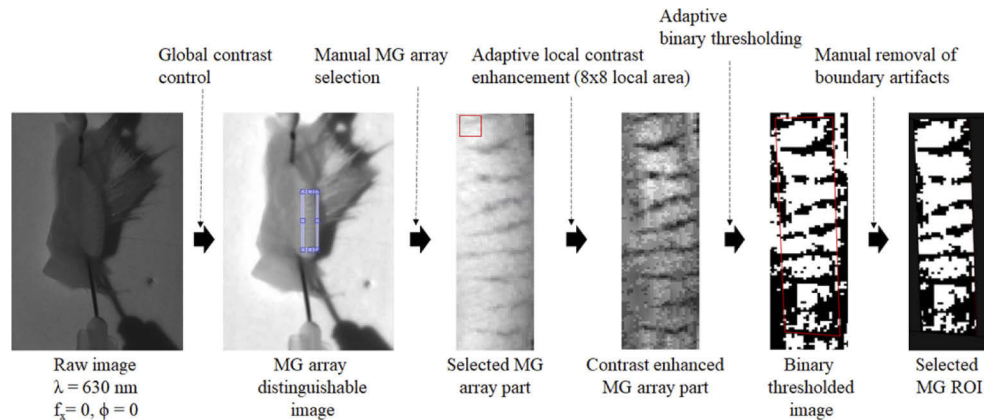 Adaptive
binary thresholding
Global contrast
control
Manual MG array
selection
Adaptive local contrast
enhancement (8x8 local area)
Manual removal of
boundary artifacts
Raw image
λ = 630 nm
fₓ= 0, ϕ = 0
MG array
distinguishable
image
Selected MG
array part
Contrast enhanced
MG array part
Binary
thresholded
image
Selected
MG ROI